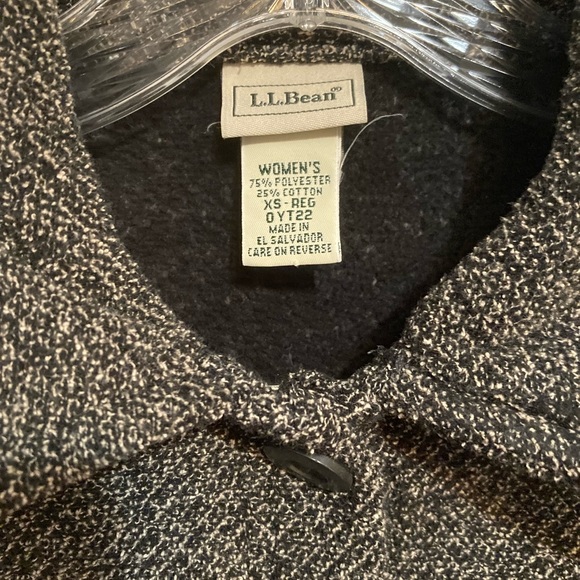 L.L.Bean
WOMEN'S
75% POLYESTER
25% COTTON
XS - REG
0YT22
MADE IN
EL SALVADOR
CARE ON REVERSE